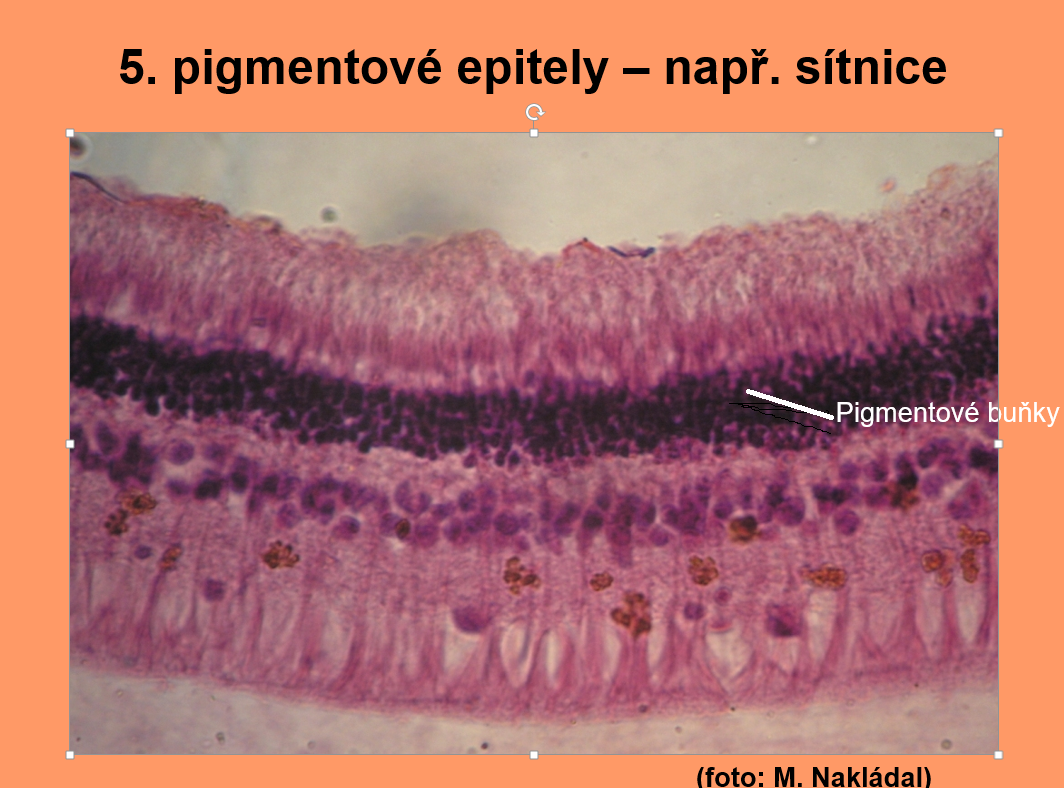 5. pigmentové epitely – např. sítnice
Pigmentové buňky
(foto: M. Nakládal)